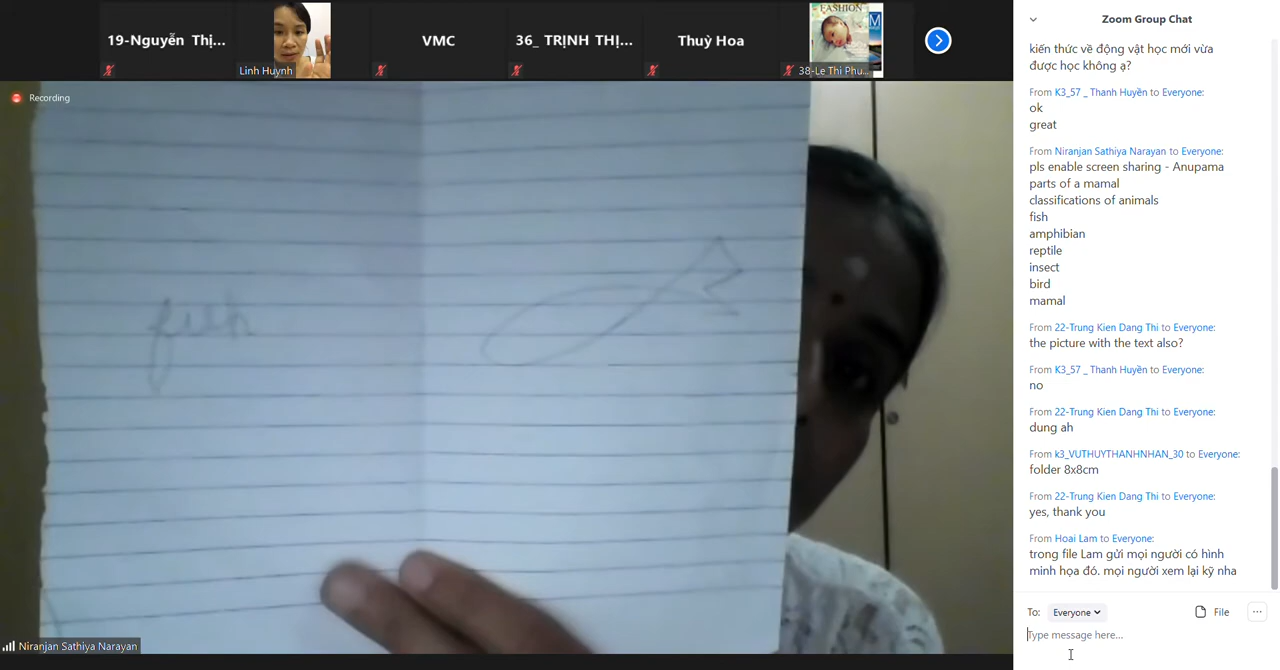 19-Nguyễn Thị...
Linh Huynh
VMC
36_ TRỊNH THỊ...
Thuỳ Hoa
FASHION
M
38-Le Thi Phu...
Recording
fish
Niranjan Sathiya Narayan
Zoom Group Chat
kiến thức về động vật học mới vừa
được học không ạ?
From K3_57 _ Thanh Huyền to Everyone:
ok
great
From Niranjan Sathiya Narayan to Everyone:
pls enable screen sharing - Anupama
parts of a mamal
classifications of animals
fish
amphibian
reptile
insect
bird
mamal
From 22-Trung Kien Dang Thi to Everyone:
the picture with the text also?
From K3_57 _ Thanh Huyền to Everyone:
no
From 22-Trung Kien Dang Thi to Everyone:
dung ah
From k3_VUTHUYTHANHNHAN_30 to Everyone:
folder 8x8cm
From 22-Trung Kien Dang Thi to Everyone:
yes, thank you
From Hoai Lam to Everyone:
trong file Lam gửi mọi người có hình
minh họa đó. mọi người xem lại kỹ nha
To: Everyone
File
Type message here...